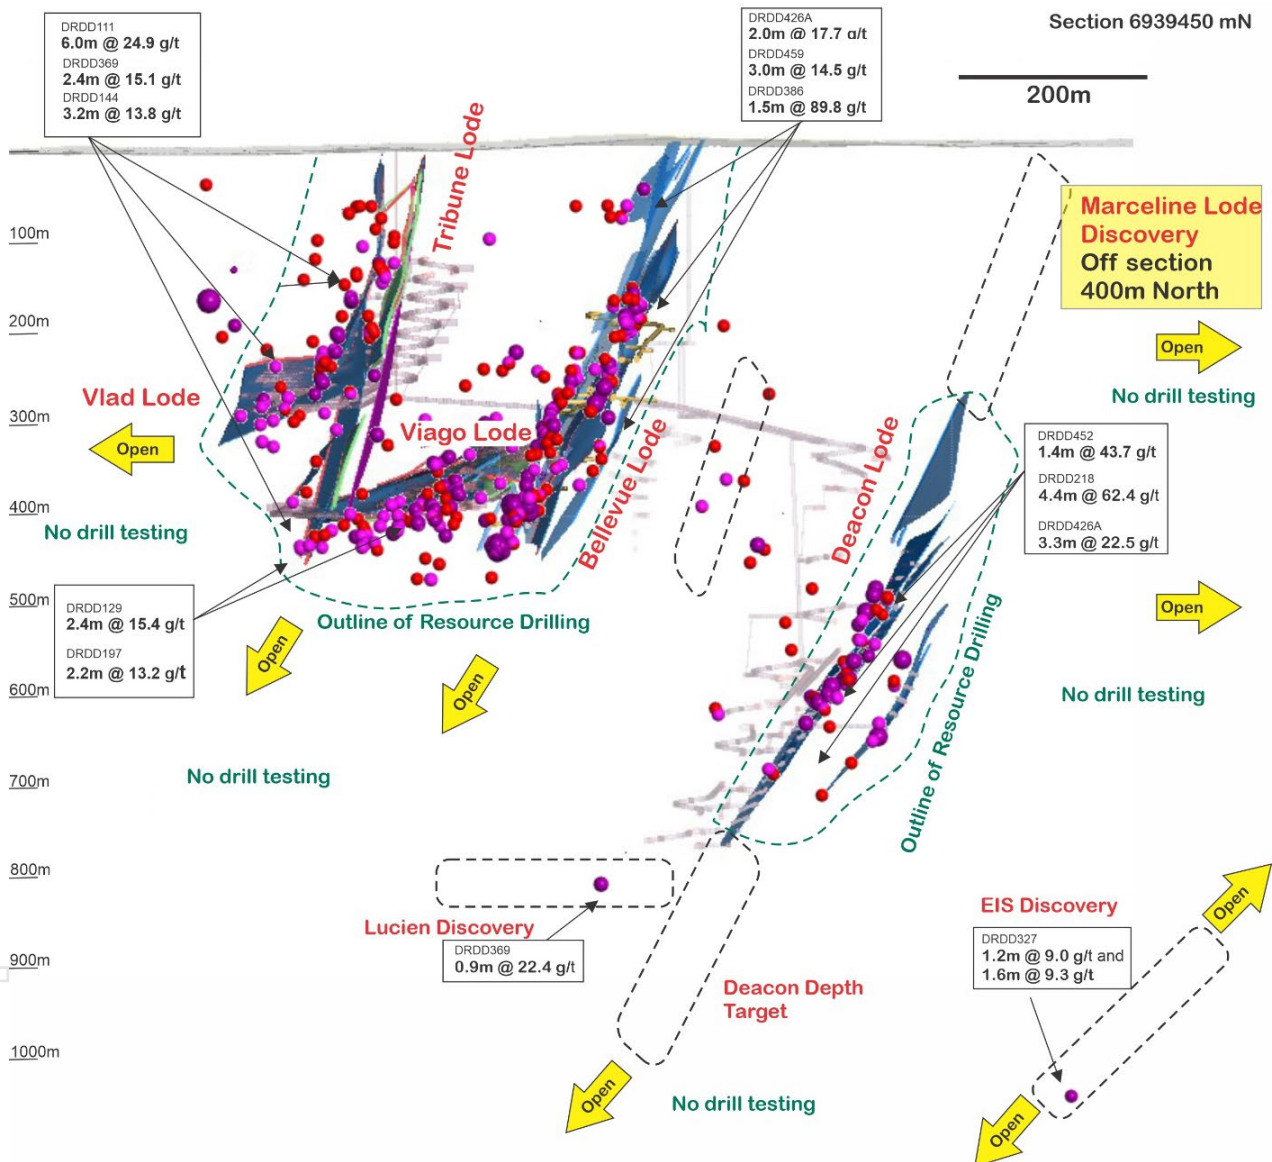 Section 6939450 mN
200m
DRDD111
6.0m @ 24.9 g/t
DRDD369
2.4m @ 15.1 g/t
DRDD144
3.2m @ 13.8 g/t
DRDD426A
2.0m @ 17.7 g/t
DRDD459
3.0m @ 14.5 g/t
DRDD386
1.5m @ 89.8 g/t
Tribune Lode
Marceline Lode
Discovery
Off section
400m North
100m
200m
300m
400m
500m
600m
700m
800m
900m
1000m
Open
No drill testing
Vlad Lode
Open
No drill testing
Viago Lode
Bellevue Lode
Deacon Lode
DRDD452
1.4m @ 43.7 g/t
DRDD218
4.4m @ 62.4 g/t
DRDD426A
3.3m @ 22.5 g/t
DRDD129
2.4m @ 15.4 g/t
DRDD197
2.2m @ 13.2 g/t
Outline of Resource Drilling
Open
Open
Open
No drill testing
No drill testing
Outline of Resource Drilling
Lucien Discovery
DRDD369
0.9m @ 22.4 g/t
Deacon Depth
Target
EIS Discovery
DRDD327
1.2m @ 9.0 g/t and
1.6m @ 9.3 g/t
Open
Open
No drill testing
Open